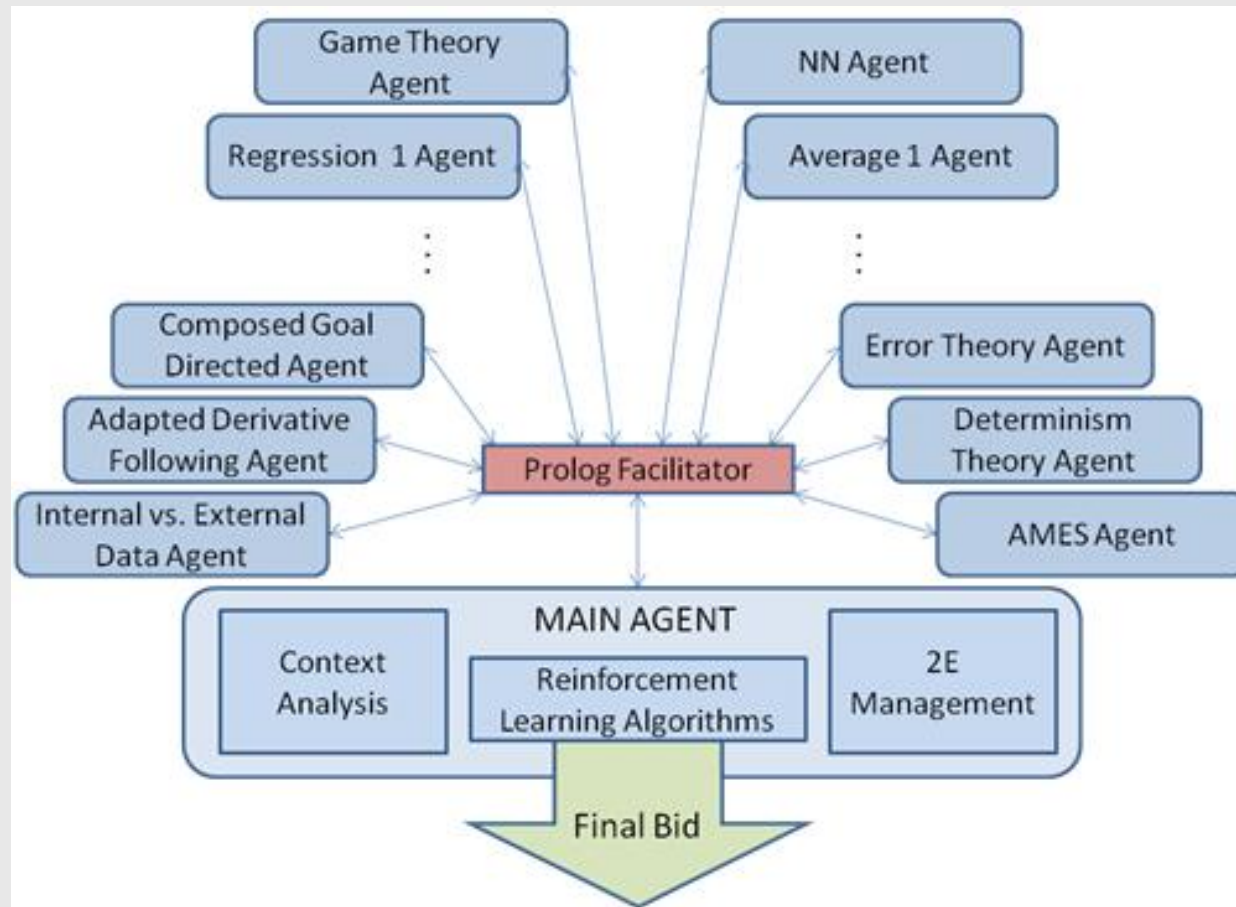 Game Theory
Agent
NN Agent
Regression 1 Agent
Average 1 Agent
Composed Goal
Directed Agent
Error Theory Agent
Adapted Derivative
Following Agent
Determinism
Theory Agent
Prolog Facilitator
Internal vs. External
Data Agent
AMES Agent
MAIN AGENT
Context
Analysis
Reinforcement
Learning Algorithms
2E
Management
Final Bid